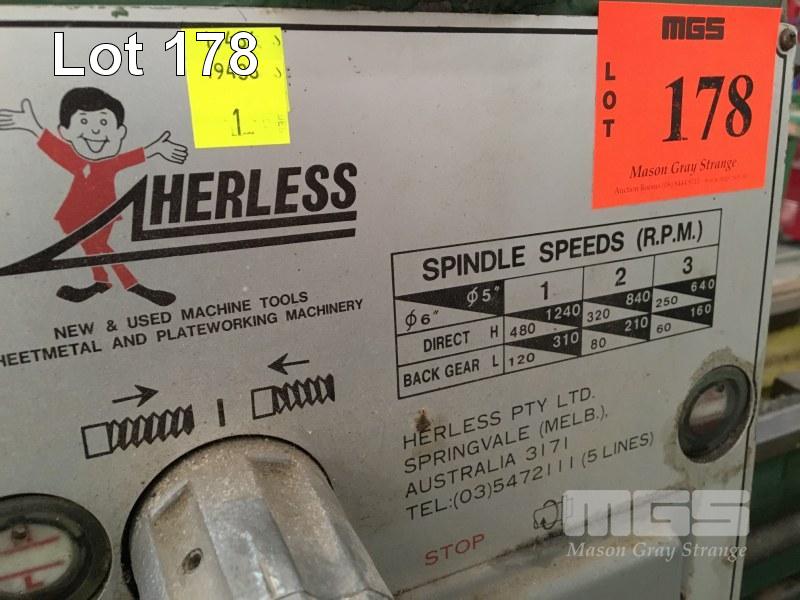 Lot 178
1
MGS
LOT
178
Mason Gray Strange
HERLESS
NEW & USED MACHINE TOOLS
HEETMETAL AND PLATEWORKING MACHINERY
SPINDLE SPEEDS (R.P.M.)
ϕ6" ϕ5" 1 2 3
DIRECT H 480 1240 320 840 250 640
BACK GEAR L 120 310 80 210 60 160
HERLESS PTY LTD.
SPRINGVALE (MELB.),
AUSTRALIA 3171
TEL:(03)5472111 (5 LINES)
STOP
L
MGS
Mason Gray Strange